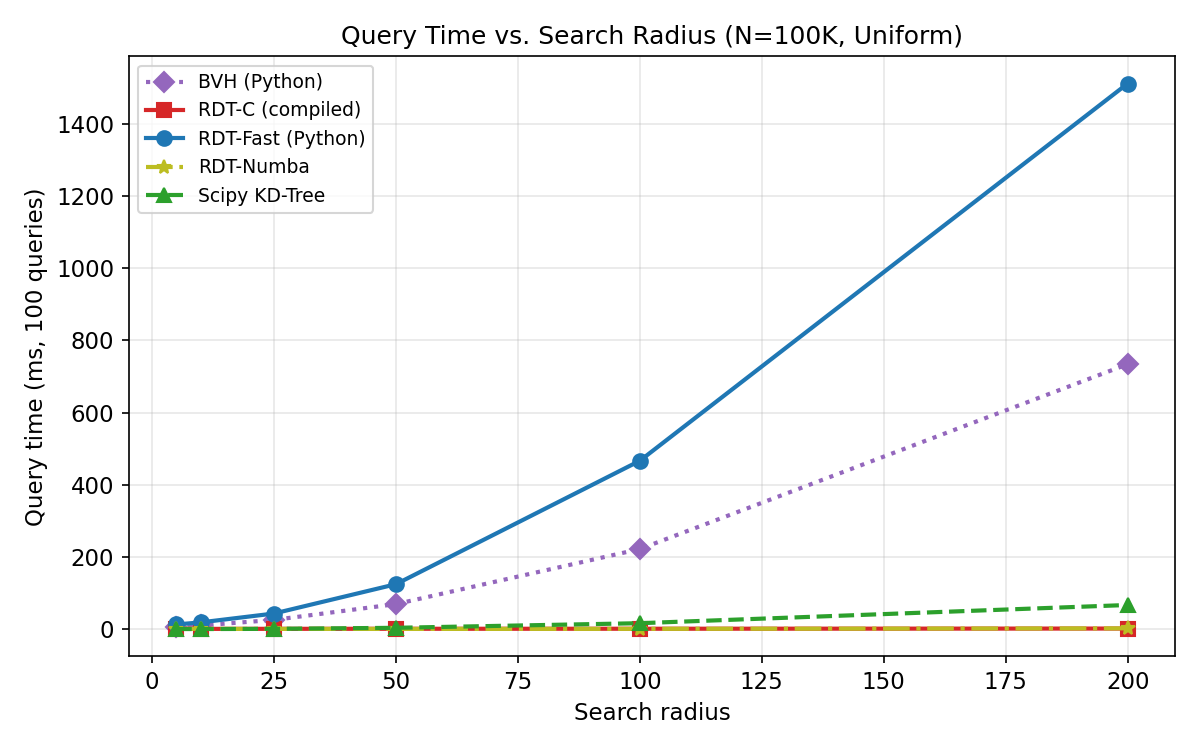 Query Time vs. Search Radius (N=100K, Uniform)
BVH (Python)
RDT-C (compiled)
RDT-Fast (Python)
RDT-Numba
Scipy KD-Tree
Query time (ms, 100 queries)
1400
1200
1000
800
600
400
200
0
0 25 50 75 100 125 150 175 200
Search radius